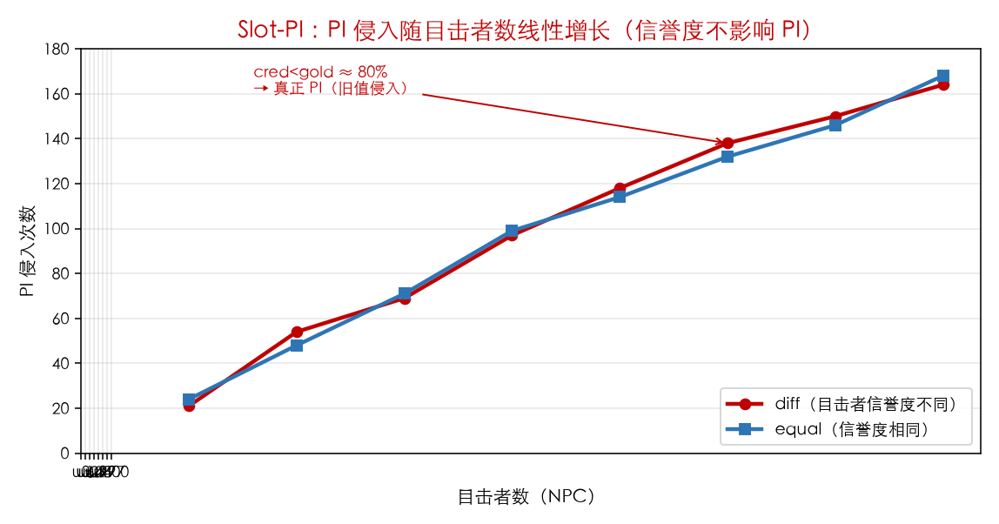 Slot-PI：PI 侵入随目击者数线性增长（信誉度不影响 PI）
cred<gold ≈ 80%
→ 真正 PI（旧值侵入）
180
160
140
120
100
80
60
40
20
0
PI 侵入次数
diff（目击者信誉度不同）
equal（信誉度相同）
目击者数（NPC）